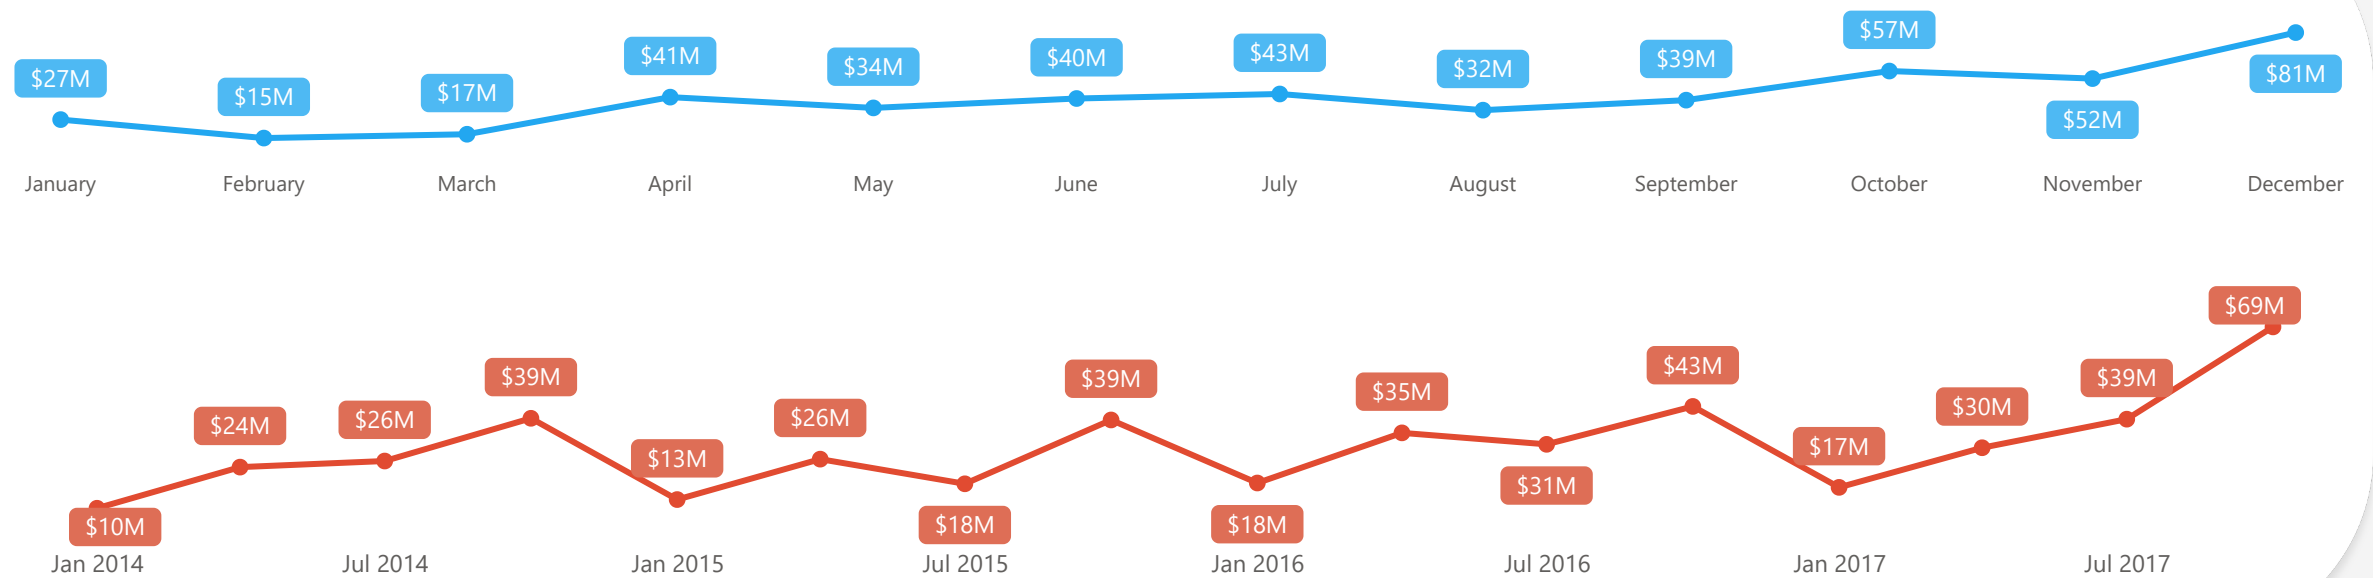 $27M
$15M
$17M
$41M
$34M
$40M
$43M
$32M
$39M
$57M
$52M
$81M
January February March April May June July August September October November December
$10M
$24M
$26M
$39M
$13M
$26M
$18M
$39M
$18M
$35M
$31M
$43M
$17M
$30M
$39M
$69M
Jan 2014 Jul 2014 Jan 2015 Jul 2015 Jan 2016 Jul 2016 Jan 2017 Jul 2017